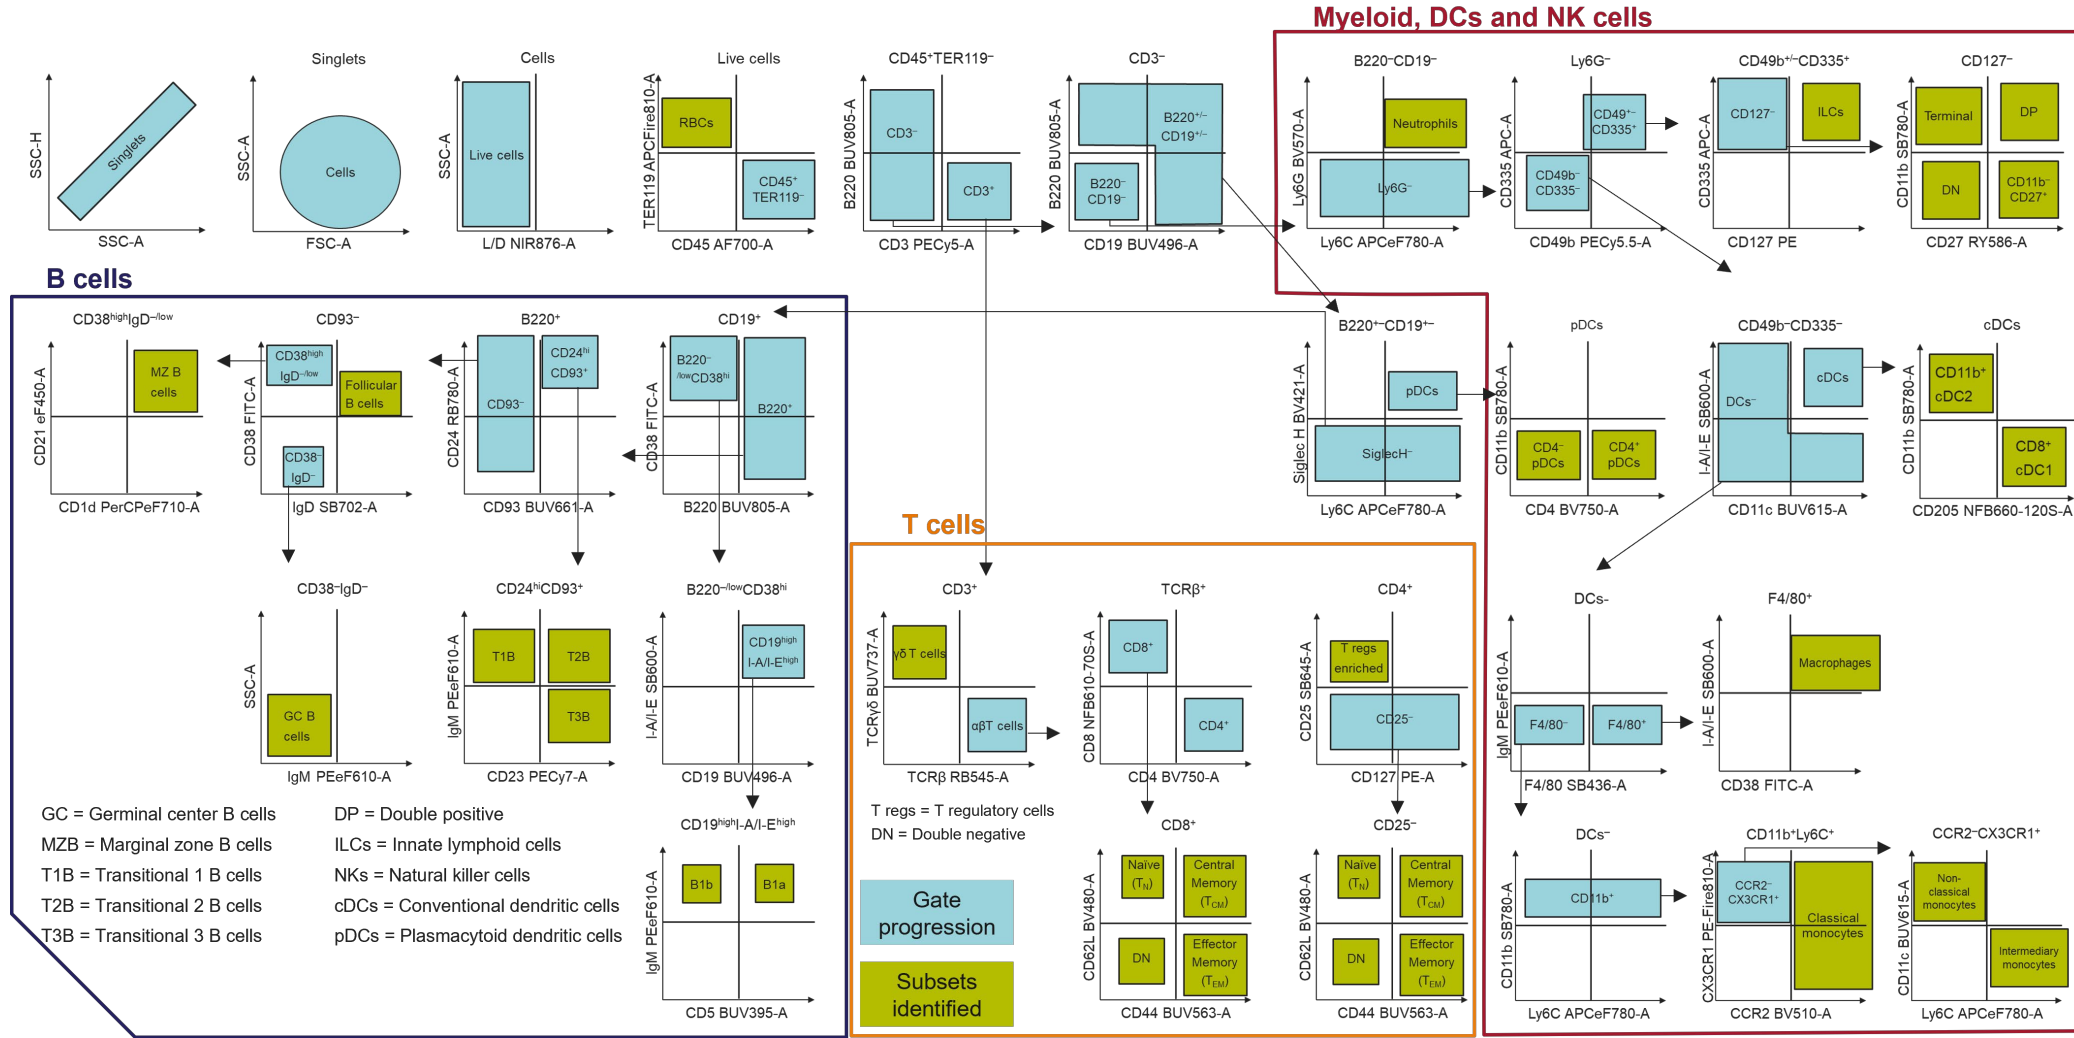 Myeloid, DCs and NK cells
SSC-H
Singlets
SSC-A
Singlets
SSC-A
Cells
FSC-A
Cells
SSC-A
Live cells
L/D NIR876-A
Live cells
TER119 APCFire810-A
RBCs
CD45⁺
TER119⁻
CD45 AF700-A
CD45⁺TER119⁻
B220 BUV805-A
CD3⁻
CD3⁺
CD3 PECy5-A
CD3⁻
B220 BUV805-A
B220⁺/⁻
CD19⁺/⁻
B220⁻
CD19⁻
CD19 BUV496-A
B220⁻CD19⁻
Ly6G BV570-A
Neutrophils
Ly6G⁻
Ly6C APCeF780-A
Ly6G⁻
CD335 APC-A
CD49⁺⁻
CD335⁺
CD49b⁻
CD335⁻
CD49b PECy5.5-A
CD49b⁺/⁻CD335⁺
CD335 APC-A
CD127⁻
ILCs
CD127 PE
CD127⁻
CD11b SB780-A
Terminal
DP
DN
CD11b⁻
CD27⁺
CD27 RY586-A
B cells
CD38ʰⁱᵍʰIgD⁻/ˡᵒʷ
CD21 eF450-A
MZ B
cells
CD1d PerCPeF710-A
CD93⁻
CD38 FITC-A
CD38ʰⁱᵍʰ
IgD⁻/ˡᵒʷ
Follicular
B cells
CD38⁻
IgD⁻
IgD SB702-A
B220⁺
CD24 RB780-A
CD93⁻
CD24ʰⁱ
CD93⁺
CD93 BUV661-A
CD19⁺
CD38 FITC-A
B220⁻
/ˡᵒʷCD38ʰⁱ
B220⁺
B220 BUV805-A
B220⁺⁻CD19⁺⁻
Siglec H BV421-A
pDCs
SiglecH⁻
Ly6C APCeF780-A
pDCs
CD11b SB780-A
CD4⁻
pDCs
CD4⁺
pDCs
CD4 BV750-A
CD49b⁻CD335⁻
I-A/I-E SB600-A
DCs⁻
cDCs
CD11c BUV615-A
cDCs
CD11b SB780-A
CD11b⁺
cDC2
CD8⁺
cDC1
CD205 NFB660-120S-A
CD38⁻IgD⁻
SSC-A
GC B
cells
IgM PEeF610-A
CD24ʰⁱCD93⁺
IgM PEeF610-A
T1B
T2B
T3B
CD23 PECy7-A
B220⁻/ˡᵒʷCD38ʰⁱ
I-A/I-E SB600-A
CD19ʰⁱᵍʰ
I-A/I-Eʰⁱᵍʰ
CD19 BUV496-A
T cells
CD3⁺
TCRγδ BUV737-A
γδ T cells
αβT cells
TCRβ RB545-A
TCRβ⁺
CD8 NFB610-70S-A
CD8⁺
CD4⁺
CD4 BV750-A
CD4⁺
CD25 SB645-A
T regs
enriched
CD25⁻
CD127 PE-A
DCs-
IgM PEeF610-A
F4/80⁻
F4/80⁺
F4/80 SB436-A
F4/80⁺
I-A/I-E SB600-A
Macrophages
CD38 FITC-A
GC = Germinal center B cells
MZB = Marginal zone B cells
T1B = Transitional 1 B cells
T2B = Transitional 2 B cells
T3B = Transitional 3 B cells
DP = Double positive
ILCs = Innate lymphoid cells
NKs = Natural killer cells
cDCs = Conventional dendritic cells
pDCs = Plasmacytoid dendritic cells
CD19ʰⁱᵍʰI-A/I-Eʰⁱᵍʰ
IgM PEeF610-A
B1b
B1a
CD5 BUV395-A
T regs = T regulatory cells
DN = Double negative
Gate
progression
Subsets
identified
CD8⁺
CD62L BV480-A
Naïve
(Tₙ)
Central
Memory
(T_CM)
DN
Effector
Memory
(T_EM)
CD44 BUV563-A
CD25⁻
CD62L BV480-A
Naïve
(Tₙ)
Central
Memory
(T_CM)
DN
Effector
Memory
(T_EM)
CD44 BUV563-A
DCs⁻
CD11b SB780-A
CD11b⁺
Ly6C APCeF780-A
CD11b⁺Ly6C⁺
CX3CR1 PE-Fire810-A
CCR2⁻
CX3CR1⁺
Classical
monocytes
CCR2 BV510-A
CCR2⁻CX3CR1⁺
CD11c BUV615-A
Non-
classical
monocytes
Intermediary
monocytes
Ly6C APCeF780-A